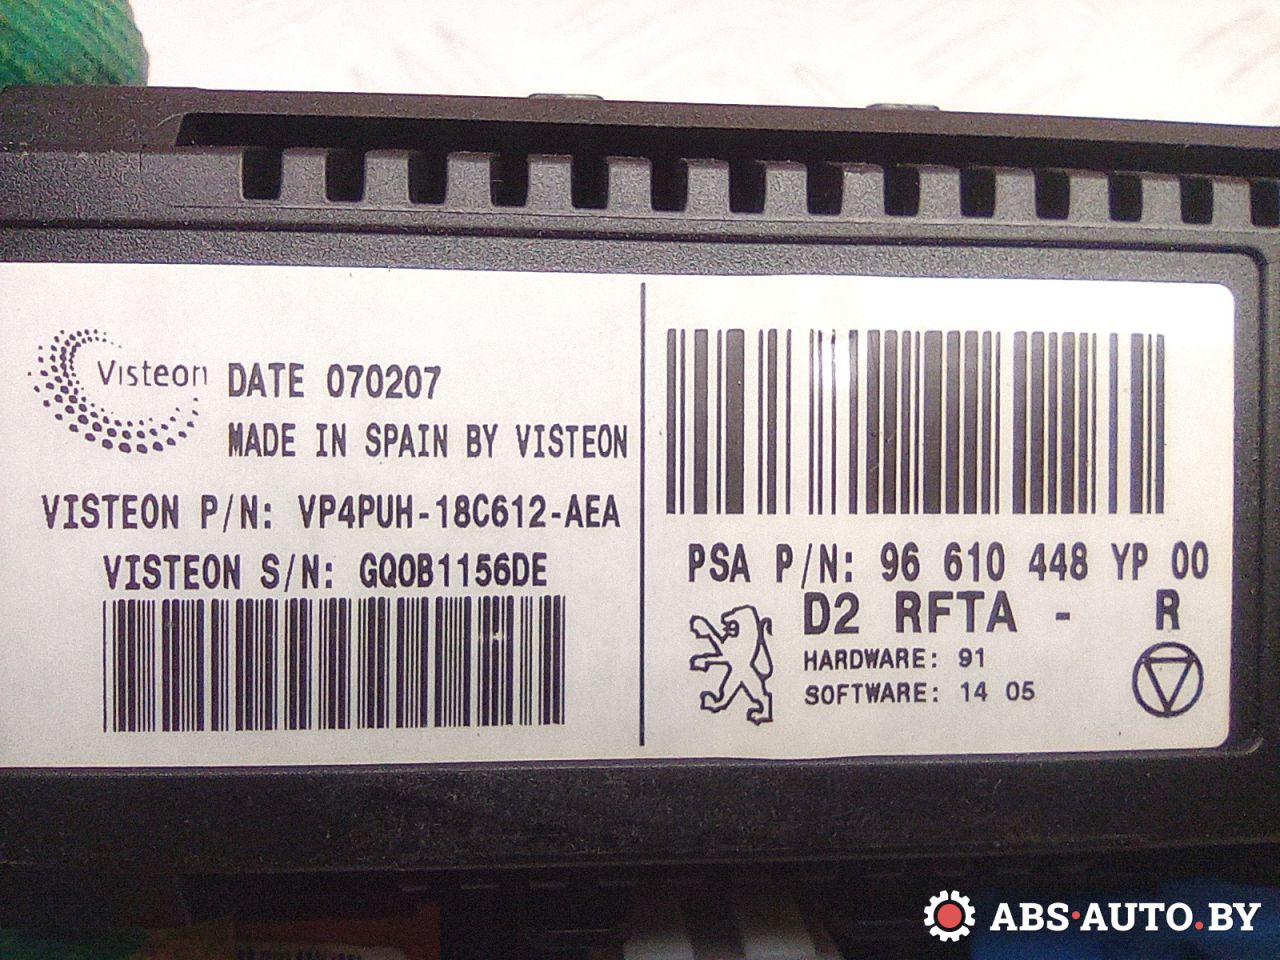 Visteon
DATE 070207
MADE IN SPAIN BY VISTEON
VISTEON P/N: VP4PUH-18C612-AEA
VISTEON S/N: GQ0B1156DE
PSA P/N: 96 610 448 YP 00
D2 RFTA - R
HARDWARE: 91
SOFTWARE: 14 05
ABS·AUTO.BY